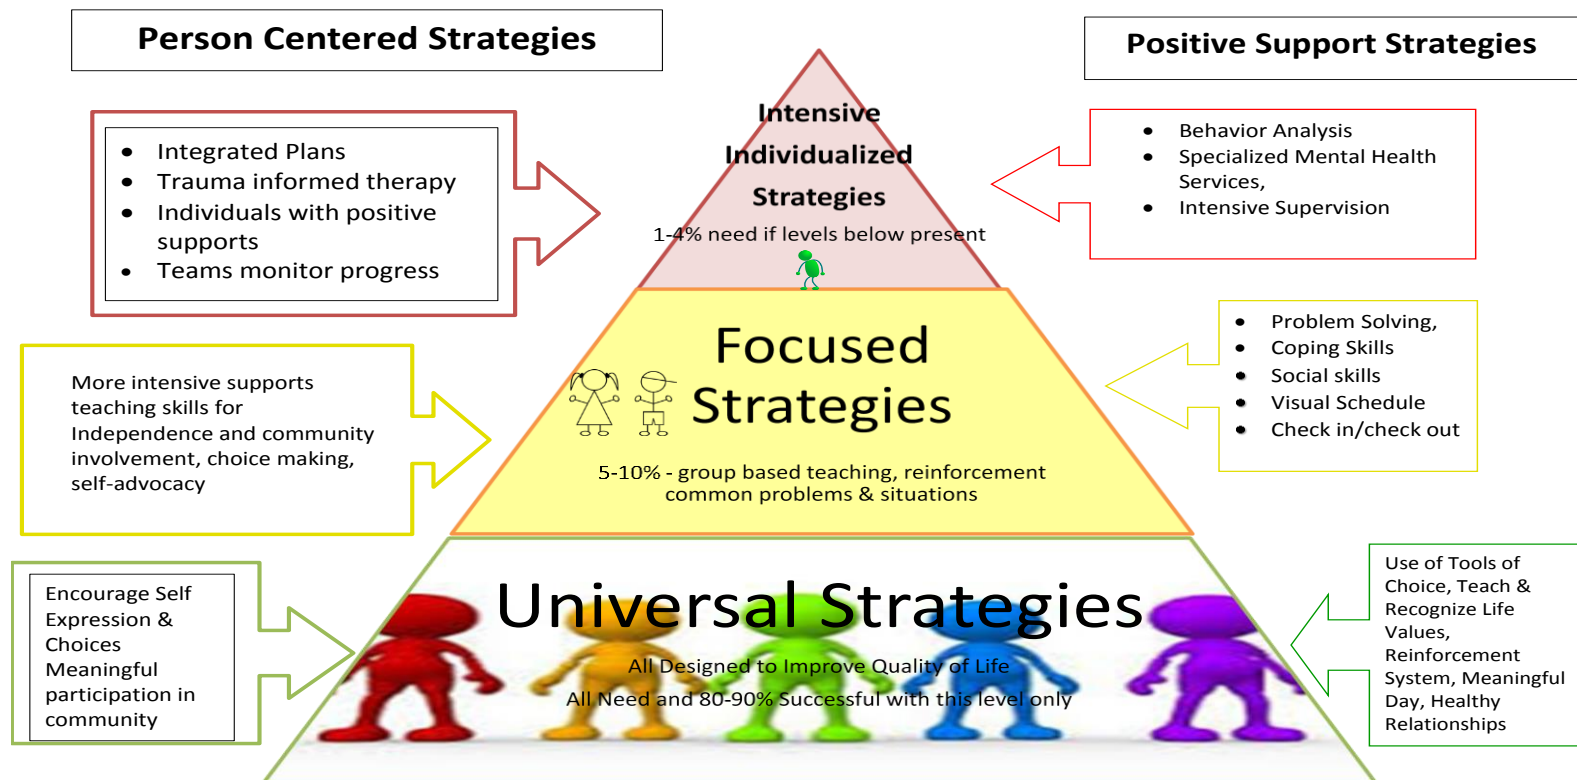 Person Centered Strategies
Positive Support Strategies
• Integrated Plans
• Trauma informed therapy
• Individuals with positive
supports
• Teams monitor progress
Intensive
Individualized
Strategies
1-4% need if levels below present
• Behavior Analysis
• Specialized Mental Health
Services,
• Intensive Supervision
More intensive supports
teaching skills for
Independence and community
involvement, choice making,
self-advocacy
Focused
Strategies
5-10% - group based teaching, reinforcement
common problems & situations
• Problem Solving,
• Coping Skills
• Social skills
• Visual Schedule
• Check in/check out
Encourage Self
Expression &
Choices
Meaningful
participation in
community
Universal Strategies
All Designed to Improve Quality of Life
All Need and 80-90% Successful with this level only
Use of Tools of
Choice, Teach &
Recognize Life
Values,
Reinforcement
System, Meaningful
Day, Healthy
Relationships